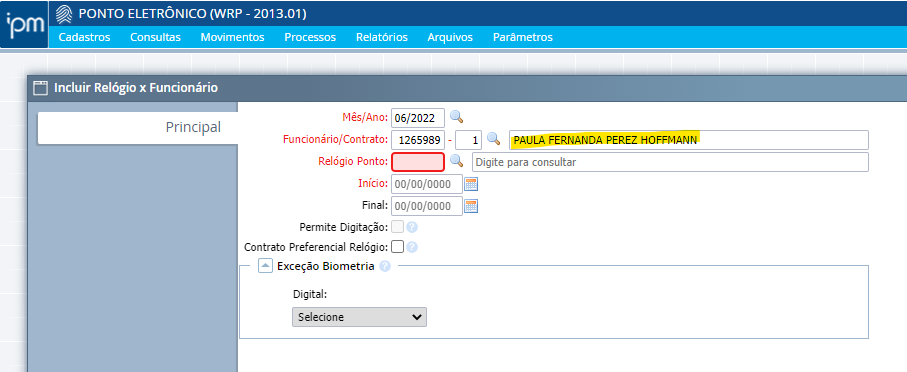 ipm PONTO ELETRÔNICO (WRP - 2013.01)
Cadastros Consultas Movimentos Processos Relatórios Arquivos Parâmetros
Incluir Relógio x Funcionário
Principal
Mês/Ano: 06/2022
Funcionário/Contrato: 1265989 - 1 PAULA FERNANDA PEREZ HOFFMANN
Relógio Ponto: Digite para consultar
Início: 00/00/0000
Final: 00/00/0000
Permite Digitação: ?
Contrato Preferencial Relógio: ?
Exceção Biometria ?
Digital:
Selecione